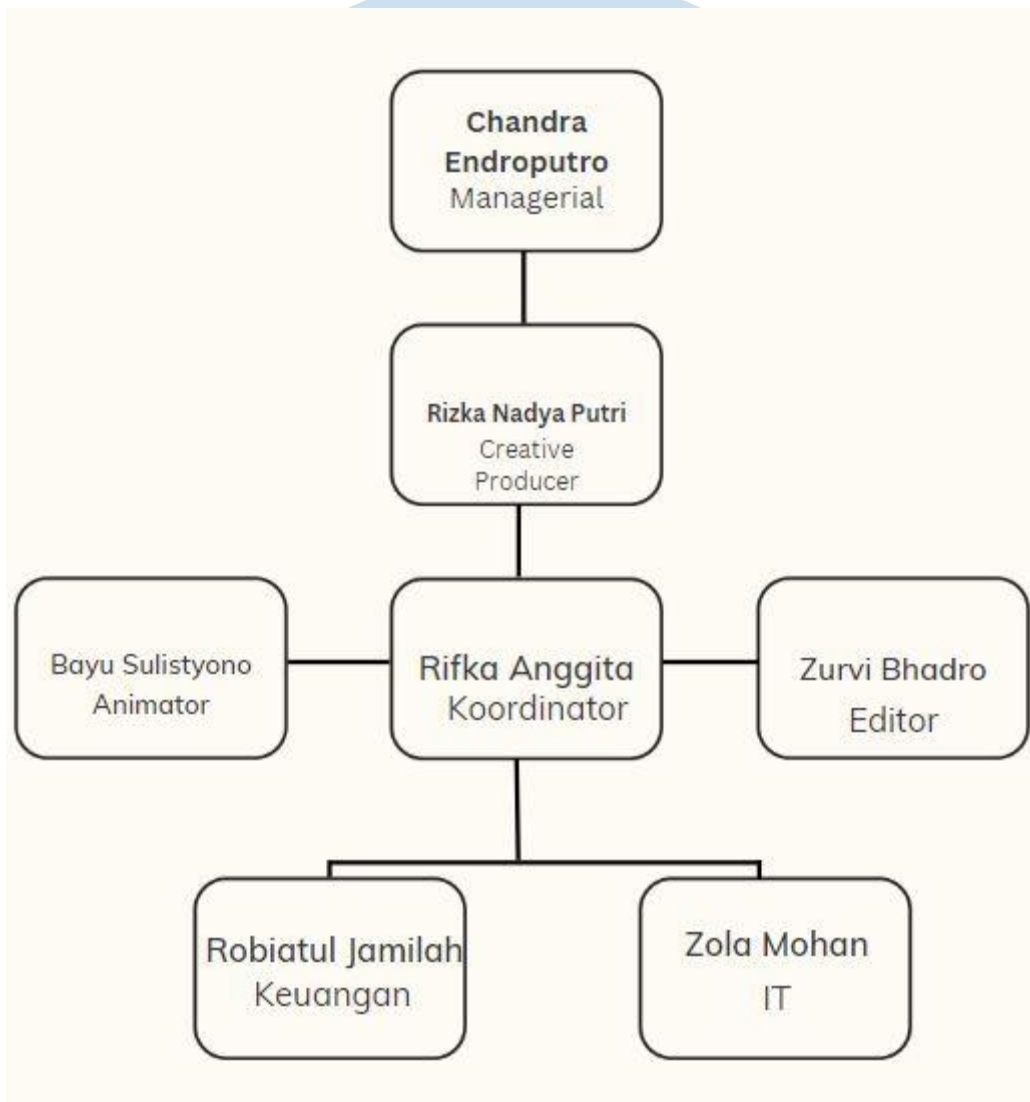 Chandra
Endroputro
Managerial
Rizka Nadya Putri
Creative
Producer
Bayu Sulistyono
Animator
Rifka Anggita
Koordinator
Zurvi Bhadro
Editor
Robiatul Jamilah
Keuangan
Zola Mohan
IT